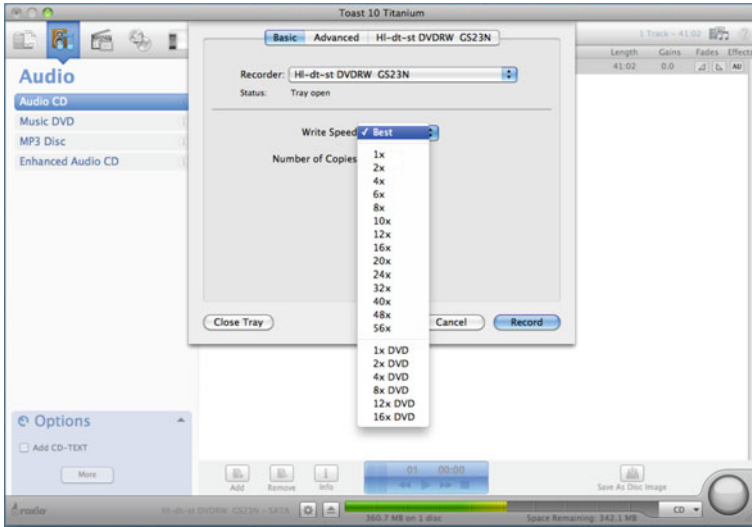 Toast 10 Titanium
Basic Advanced Hl-dt-st DVDRW GS23N
1 Track - 41:02
Length Gains Fades Effects
41:02 0.0 AU
Recorder: Hl-dt-st DVDRW GS23N
Status: Tray open
Audio
Audio CD
Music DVD
MP3 Disc
Enhanced Audio CD
Write Speed ✓ Best
Number of Copies
1x
2x
4x
6x
8x
10x
12x
16x
20x
24x
32x
40x
48x
56x
1x DVD
2x DVD
4x DVD
8x DVD
12x DVD
16x DVD
Close Tray Cancel Record
Options
Add CD-TEXT
More
Add Remove Info
01 00:00
Save As Disc Image
roxio
Hl-dt-st DVDRW GS23N - SATA
360.7 MB on 1 disc
Space Remaining: 342.1 MB
CD